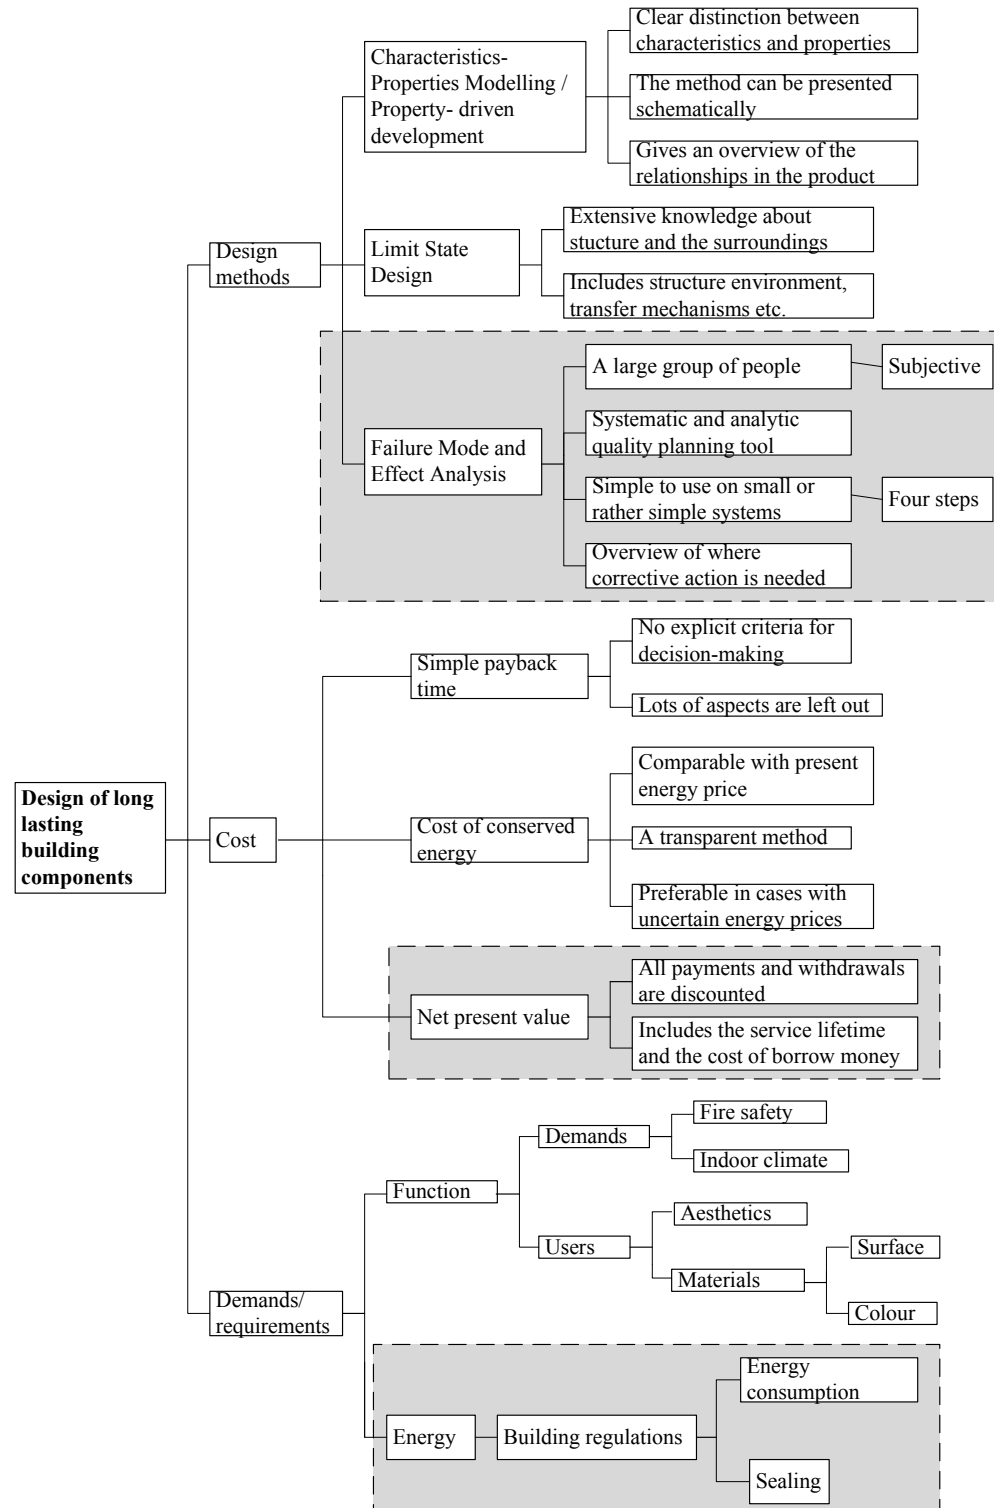 Clear distinction between
characteristics and properties
Characteristics-
Properties Modelling /
Property- driven
development
The method can be presented
schematically
Gives an overview of the
relationships in the product
Design
methods
Limit State
Design
Extensive knowledge about
stucture and the surroundings
Includes structure environment,
transfer mechanisms etc.
A large group of people
Subjective
Failure Mode and
Effect Analysis
Systematic and analytic
quality planning tool
Simple to use on small or
rather simple systems
Four steps
Overview of where
corrective action is needed
Simple payback
time
No explicit criteria for
decision-making
Lots of aspects are left out
Design of long
lasting
building
components
Cost
Cost of conserved
energy
Comparable with present
energy price
A transparent method
Preferable in cases with
uncertain energy prices
Net present value
All payments and withdrawals
are discounted
Includes the service lifetime
and the cost of borrow money
Demands/
requirements
Function
Demands
Fire safety
Indoor climate
Users
Aesthetics
Materials
Surface
Colour
Energy
Building regulations
Energy
consumption
Sealing